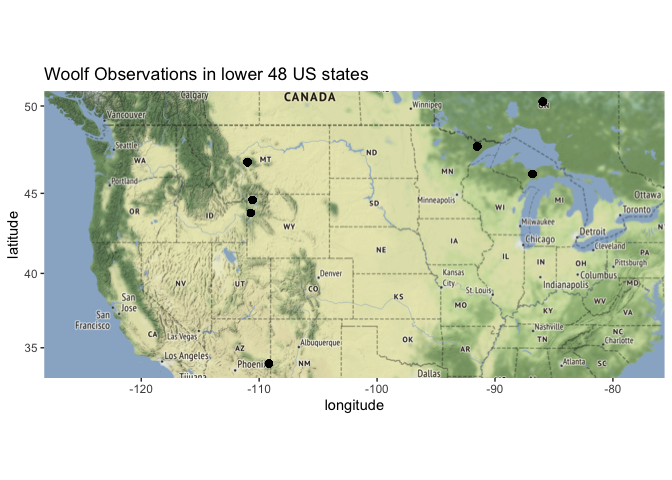 Woolf Observations in lower 48 US states
50
45
40
35
latitude
-120
-110
-100
-90
-80
longitude
Calgary
CANADA
Winnipeg
ON
Vancouver
Seattle
WA
MT
ND
MN
Portland
OR
ID
WY
SD
Minneapolis
WI
MI
Ottawa
Toronto
Milwaukee
Detroit
Chicago
Cleveland
PA
Pittsburgh
IA
NE
IL
IN
OH
Columbus
Indianapolis
MD
NV
UT
Denver
CO
KS
Kansas
City
St. Louis
MO
KY
WV
VA
San
Jose
San
Francisco
CA
Las Vegas
Los Angeles
Tijuana
AZ
Phoeni
Albuquerque
NM
OK
AR
Dallas
Nashville
TN
NC
Charlotte
Atlanta
SC